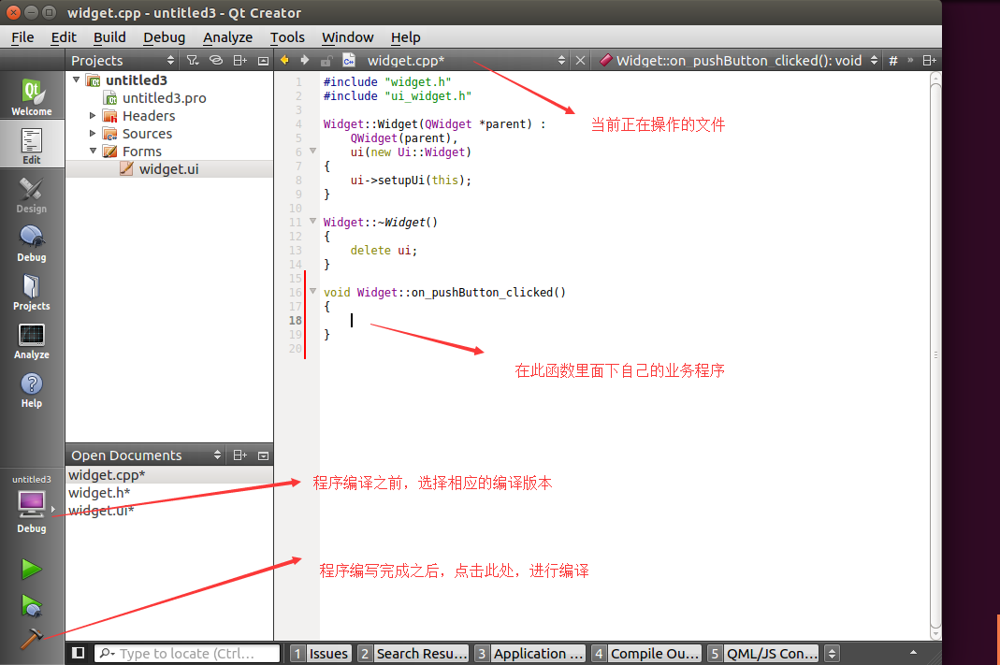 widget.cpp - untitled3 - Qt Creator
File Edit Build Debug Analyze Tools Window Help
Projects
widget.cpp*
Widget::on_pushButton_clicked(): void
#
Welcome
Edit
Design
Debug
Projects
Analyze
Help
untitled3
untitled3.pro
Headers
Sources
Forms
widget.ui
1 #include "widget.h"
2 #include "ui_widget.h"
3
4 Widget::Widget(QWidget *parent) :
5 QWidget(parent),
6 ui(new Ui::Widget)
7 {
8 ui->setupUi(this);
9 }
10
11 Widget::~Widget()
12 {
13 delete ui;
14 }
15
16 void Widget::on_pushButton_clicked()
17 {
18
19 }
20
当前正在操作的文件
在此函数里面下自己的业务程序
Open Documents
widget.cpp*
widget.h*
widget.ui*
untitled3
Debug
程序编译之前，选择相应的编译版本
程序编写完成之后，点击此处，进行编译
Type to locate (Ctrl...
1 Issues
2 Search Resu...
3 Application ...
4 Compile Ou...
5 QML/JS Con...